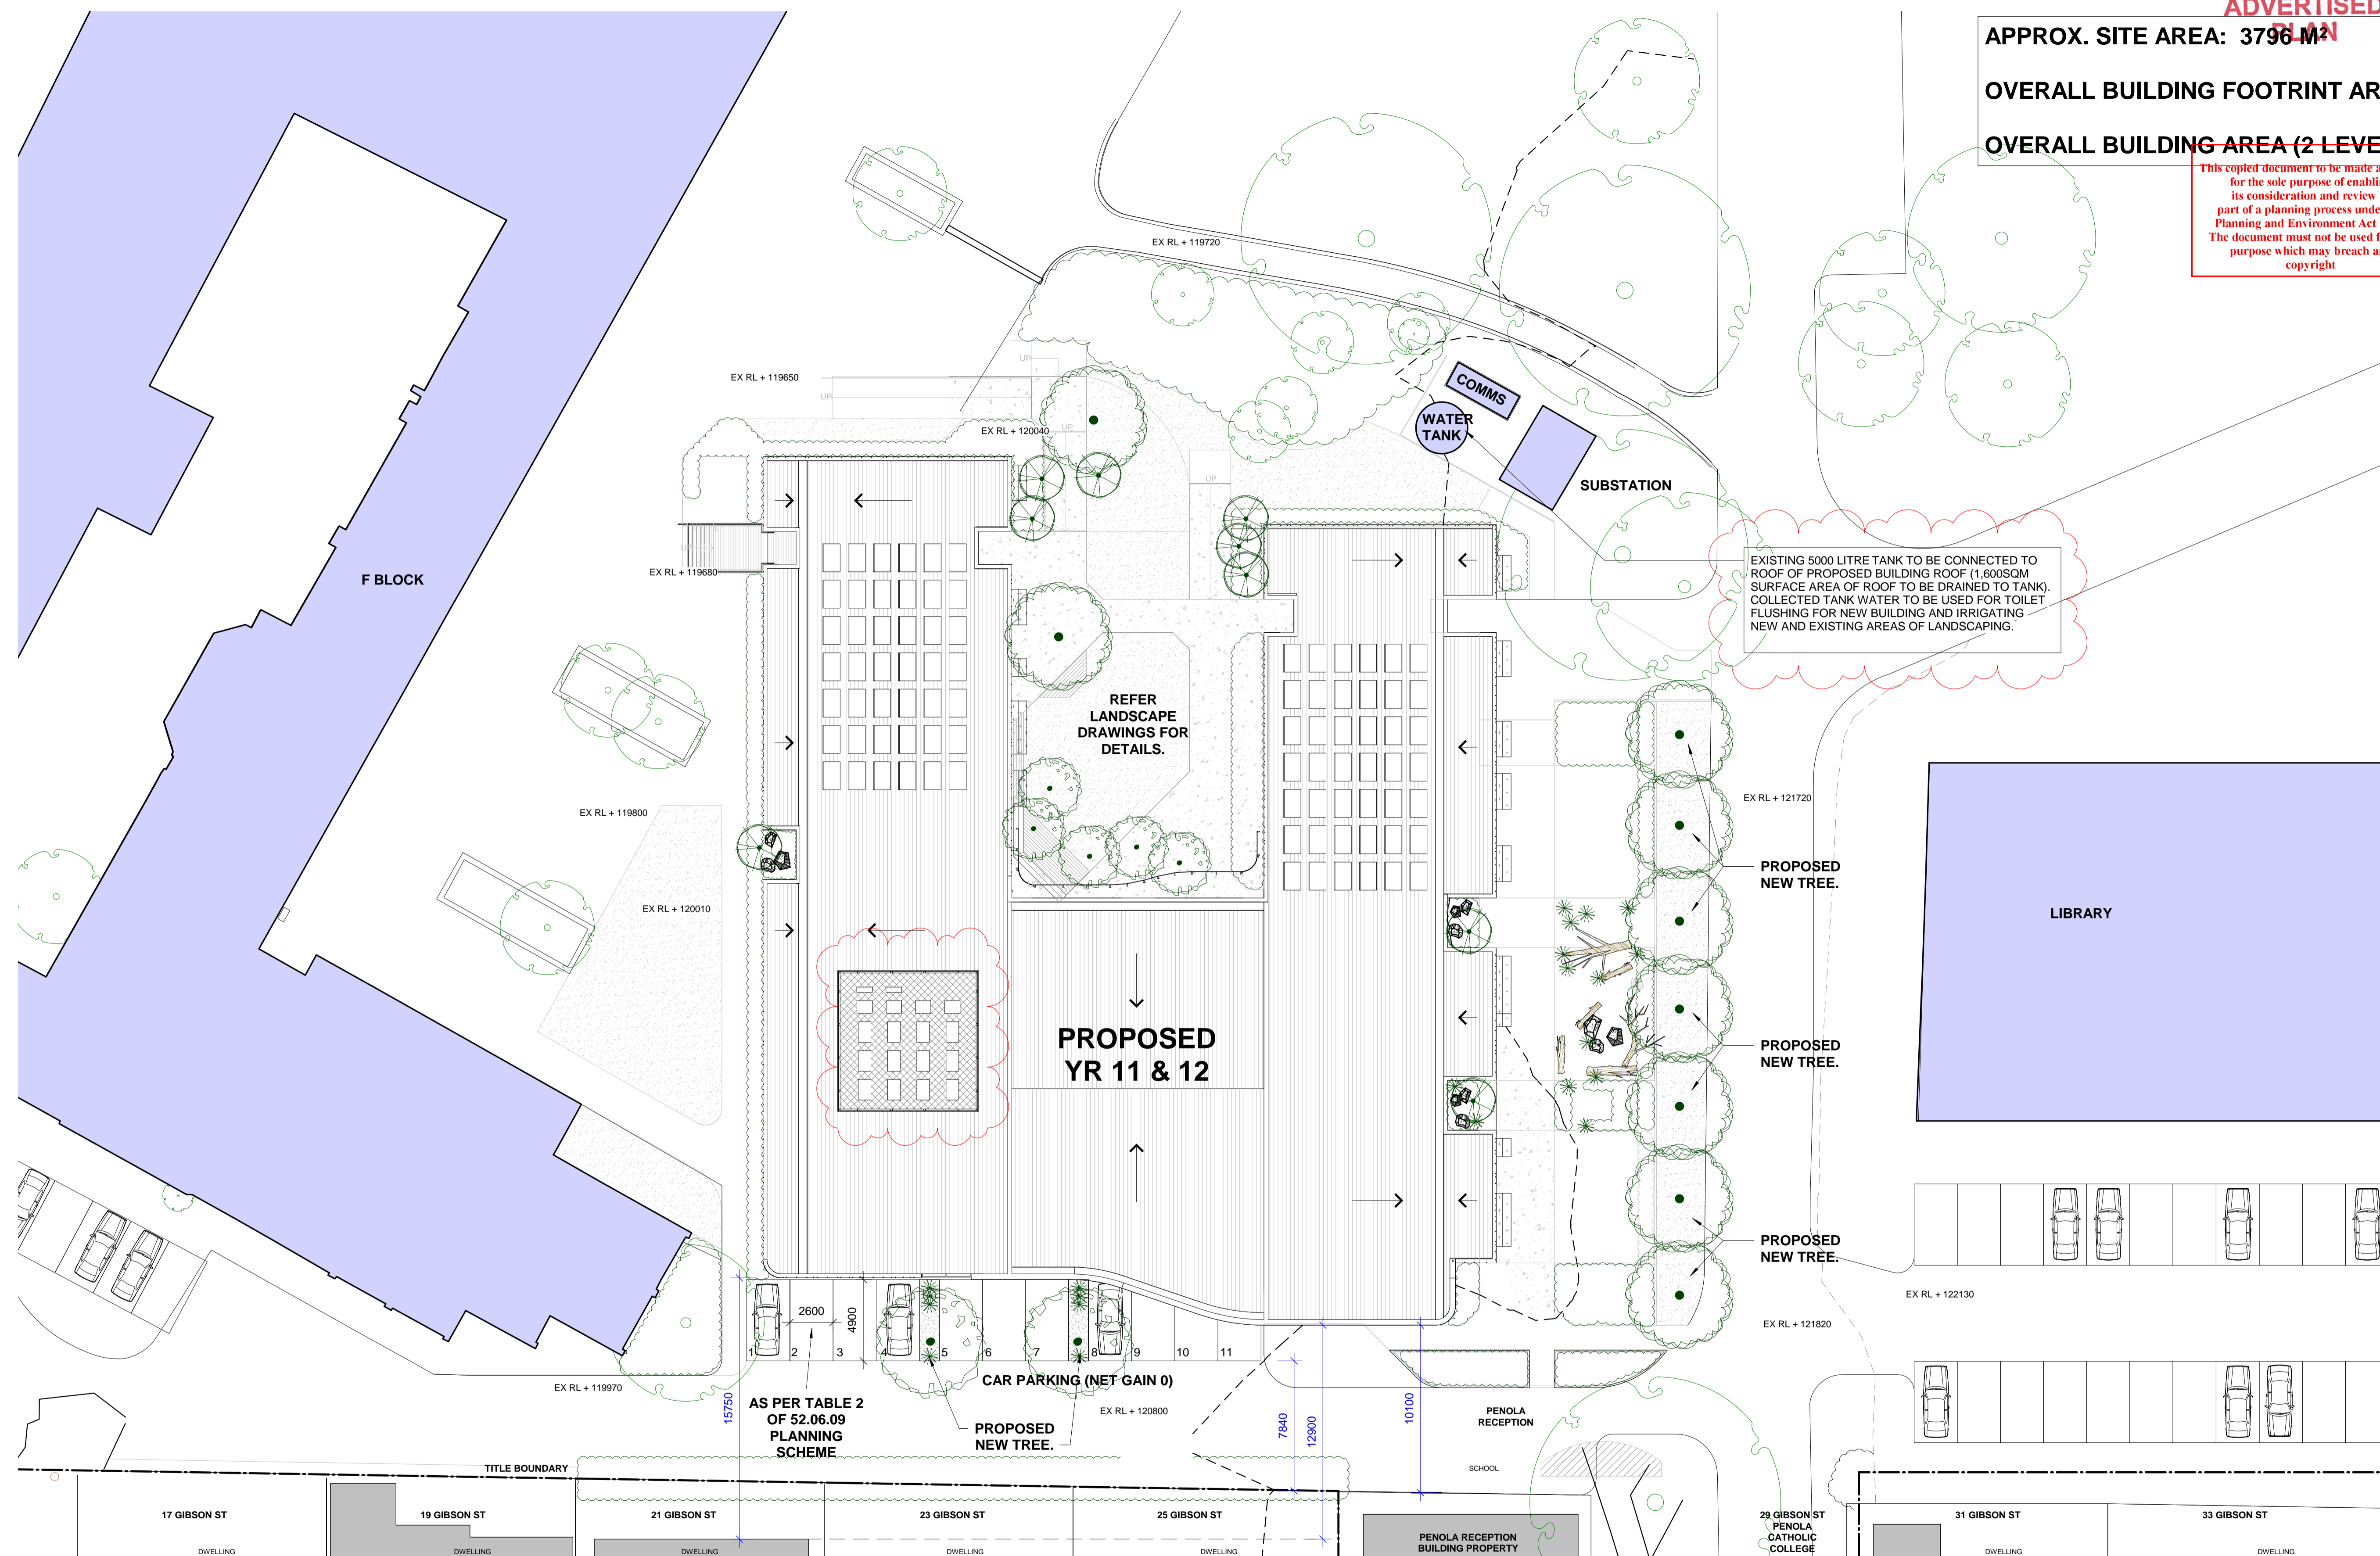 ADVERTISED
PLAN
APPROX. SITE AREA: 3796 M²
OVERALL BUILDING FOOTRINT AR
OVERALL BUILDING AREA (2 LEVE
This copied document to be made a
for the sole purpose of enabli
its consideration and review
part of a planning process unde
Planning and Environment Act
The document must not be used f
purpose which may breach a
copyright
EX RL + 119720
UP
EX RL + 119650
UP
COMMS
WATER
TANK
EX RL + 120040
UP
UP
SUBSTATION
UP
EX RL + 119680
F BLOCK
EXISTING 5000 LITRE TANK TO BE CONNECTED TO
ROOF OF PROPOSED BUILDING ROOF (1,600SQM
SURFACE AREA OF ROOF TO BE DRAINED TO TANK).
COLLECTED TANK WATER TO BE USED FOR TOILET
FLUSHING FOR NEW BUILDING AND IRRIGATING
NEW AND EXISTING AREAS OF LANDSCAPING.
REFER
LANDSCAPE
DRAWINGS FOR
DETAILS.
EX RL + 119800
EX RL + 121720
PROPOSED
NEW TREE.
EX RL + 120010
LIBRARY
PROPOSED
YR 11 & 12
PROPOSED
NEW TREE.
PROPOSED
NEW TREE.
EX RL + 122130
EX RL + 121820
2600
4900
1 2 3 4 5 6 7 8 9 10 11
CAR PARKING (NET GAIN 0)
EX RL + 119970
AS PER TABLE 2
OF 52.06.09
PLANNING
SCHEME
15750
PROPOSED
NEW TREE.
EX RL + 120800
7840
12900
10100
PENOLA
RECEPTION
TITLE BOUNDARY
SCHOOL
17 GIBSON ST
DWELLING
19 GIBSON ST
DWELLING
21 GIBSON ST
DWELLING
23 GIBSON ST
DWELLING
25 GIBSON ST
DWELLING
PENOLA RECEPTION
BUILDING PROPERTY
29 GIBSON ST
PENOLA
CATHOLIC
COLLEGE
31 GIBSON ST
DWELLING
33 GIBSON ST
DWELLING